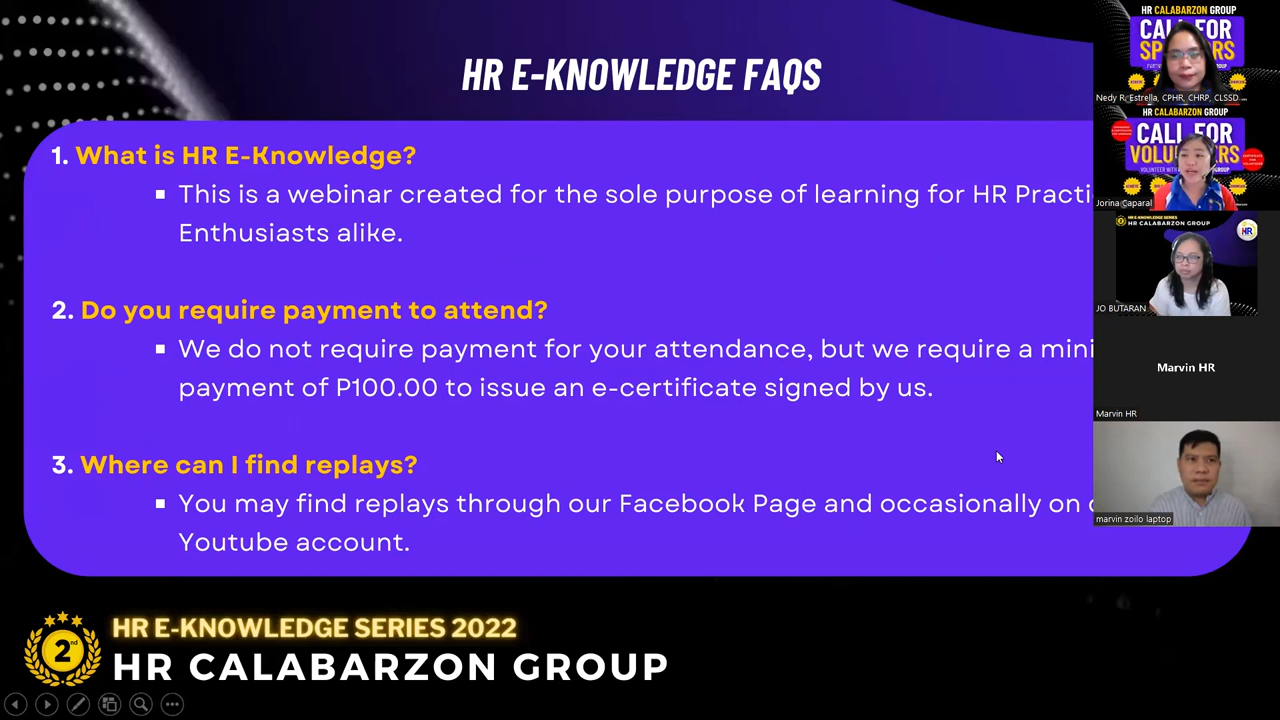 HR E-KNOWLEDGE FAQS
1. What is HR E-Knowledge?
This is a webinar created for the sole purpose of learning for HR Practi
Enthusiasts alike.
2. Do you require payment to attend?
We do not require payment for your attendance, but we require a mini
payment of P100.00 to issue an e-certificate signed by us.
3. Where can I find replays?
You may find replays through our Facebook Page and occasionally on
Youtube account.
2nd
HR E-KNOWLEDGE SERIES 2022
HR CALABARZON GROUP
HR CALABARZON GROUP
CALL FOR
Nedy R. Estrella, CPHR, CHRP, CLSSD
HR CALABARZON GROUP
CALL FOR
Jorina Caparal
HR E-KNOWLEDGE SERIES
HR CALABARZON GROUP
HR
JO BUTARAN
Marvin HR
Marvin HR
marvin zoilo laptop